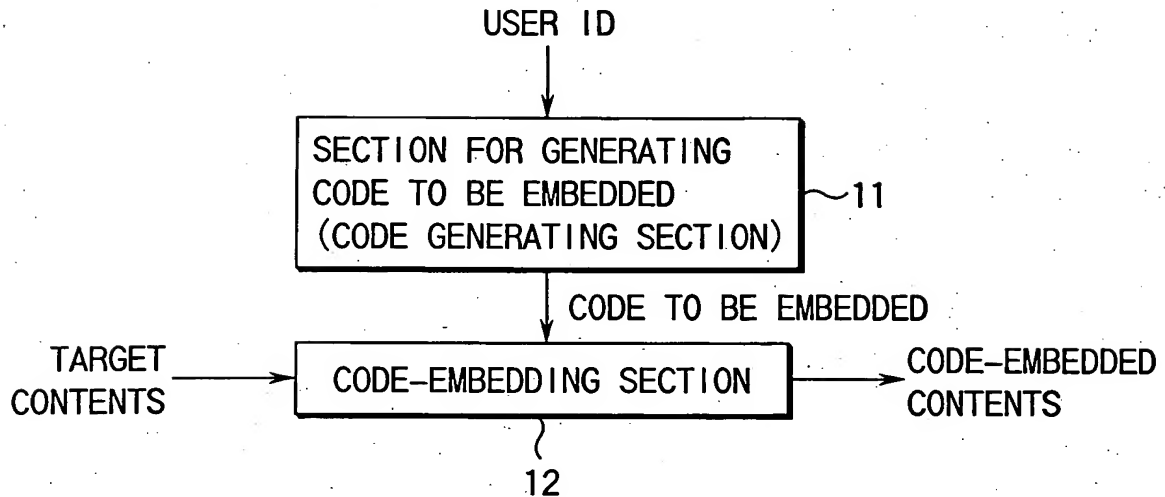 USER ID
SECTION FOR GENERATING
CODE TO BE EMBEDDED
(CODE GENERATING SECTION)
11
CODE TO BE EMBEDDED
TARGET
CONTENTS
CODE-EMBEDDING SECTION
CODE-EMBEDDED
CONTENTS
12